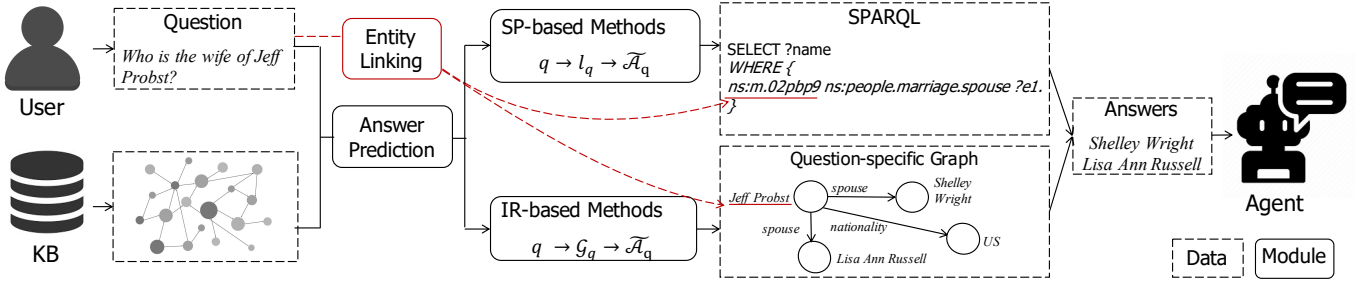 User
KB
Question
Who is the wife of Jeff
Probst?
Entity
Linking
Answer
Prediction
SP-based Methods
q → l_q → 𝒜̃_q
IR-based Methods
q → 𝒢_q → 𝒜̃_q
SPARQL
SELECT ?name
WHERE {
ns:m.02pbp9 ns:people.marriage.spouse ?e1.
}
Question-specific Graph
Jeff Probst
spouse
Shelley
Wright
spouse
nationality
US
Lisa Ann Russell
Answers
Shelley Wright
Lisa Ann Russell
Agent
Data
Module